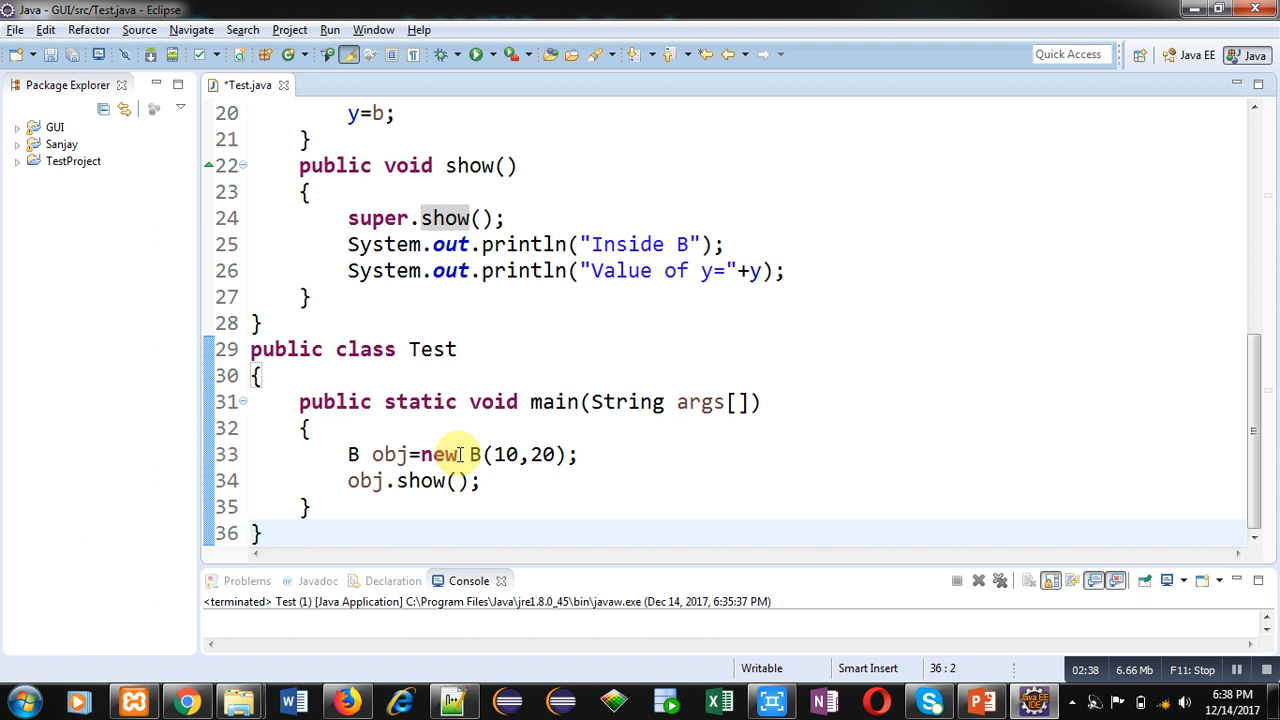 Java - GUI/src/Test.java - Eclipse
File Edit Refactor Source Navigate Search Project Run Window Help
Quick Access Java EE Java
Package Explorer
*Test.java
GUI
Sanjay
TestProject
20 y=b;
21 }
22 public void show()
23 {
24 super.show();
25 System.out.println("Inside B");
26 System.out.println("Value of y="+y);
27 }
28 }
29 public class Test
30 {
31 public static void main(String args[])
32 {
33 B obj=new B(10,20);
34 obj.show();
35 }
36 }
Problems Javadoc Declaration Console
<terminated> Test (1) [Java Application] C:\Program Files\Java\jre1.8.0_45\bin\javaw.exe (Dec 14, 2017, 6:35:37 PM)
Writable Smart Insert 36 : 2 02:38 6.66 Mb F11: Stop
6:38 PM
12/14/2017